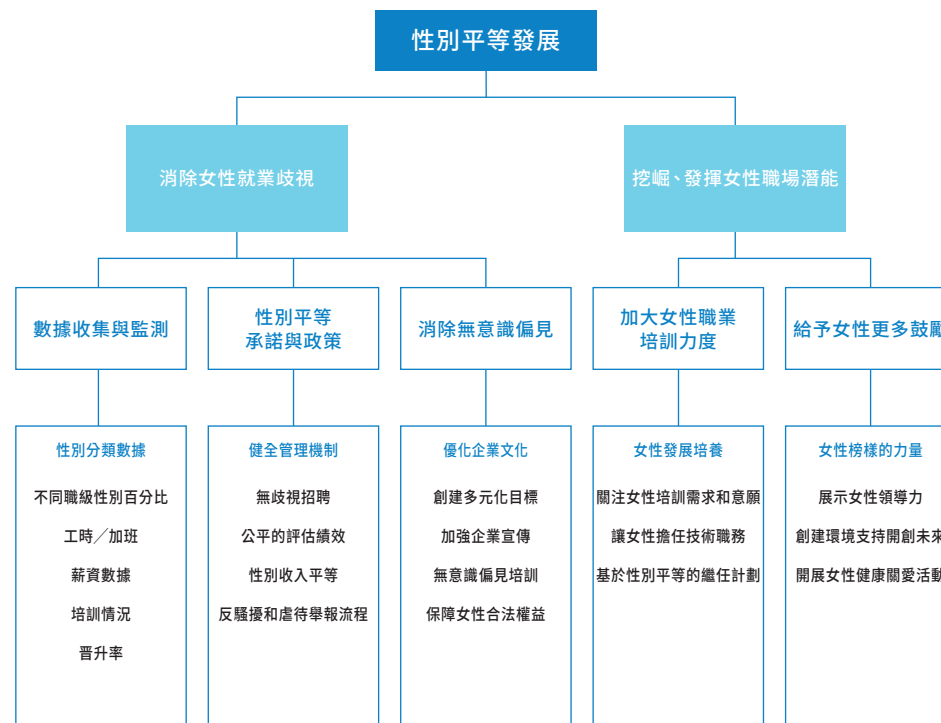 性別平等發展
消除女性就業歧視
挖崛、發揮女性職場潛能
數據收集與監測
性別平等
承諾與政策
消除無意識偏見
加大女性職業
培訓力度
給予女性更多鼓勵
性別分類數據
不同職級性別百分比
工時／加班
薪資數據
培訓情況
晋升率
健全管理機制
無歧視招聘
公平的評估績效
性別收入平等
反騷擾和虐待舉報流程
優化企業文化
創建多元化目標
加強企業宣傳
無意識偏見培訓
保障女性合法權益
女性發展培養
關注女性培訓需求和意願
讓女性擔任技術職務
基於性別平等的繼任計劃
女性榜樣的力量
展示女性領導力
創建環境支持開創未來
開展女性健康關愛活動